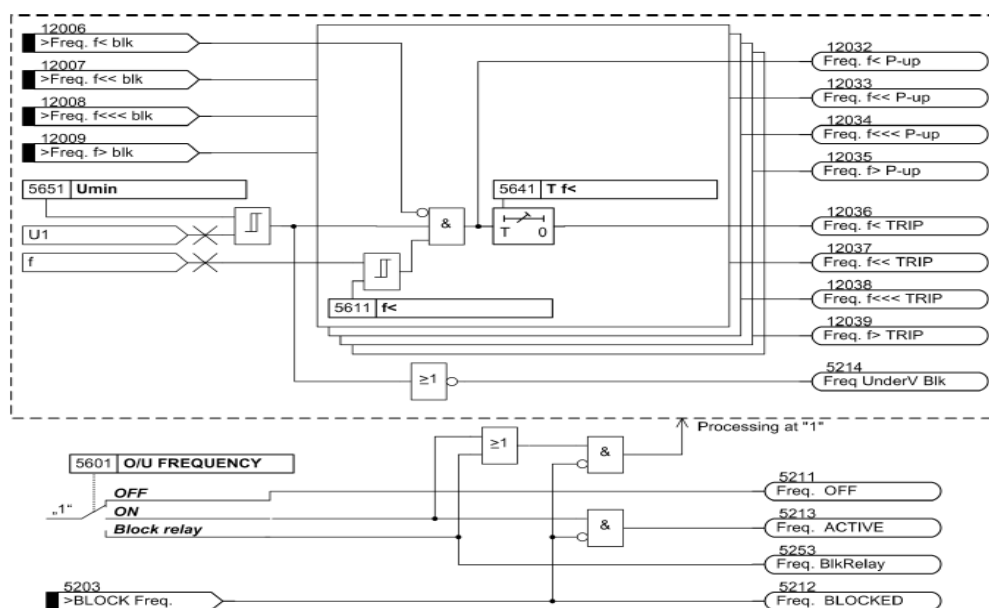 12006
>Freq. f< blk
12007
>Freq. f<< blk
12008
>Freq. f<<< blk
12009
>Freq. f> blk
5651 Umin
U1
f
5641 T f<
&
T 0
5611 f<
≥1
12032
Freq. f< P-up
12033
Freq. f<< P-up
12034
Freq. f<<< P-up
12035
Freq. f> P-up
12036
Freq. f< TRIP
12037
Freq. f<< TRIP
12038
Freq. f<<< TRIP
12039
Freq. f> TRIP
5214
Freq UnderV Blk
Processing at "1"
≥1
&
5601 O/U FREQUENCY
„1"
OFF
ON
Block relay
&
5211
Freq. OFF
5213
Freq. ACTIVE
5253
Freq. BlkRelay
5203
>BLOCK Freq.
5212
Freq. BLOCKED